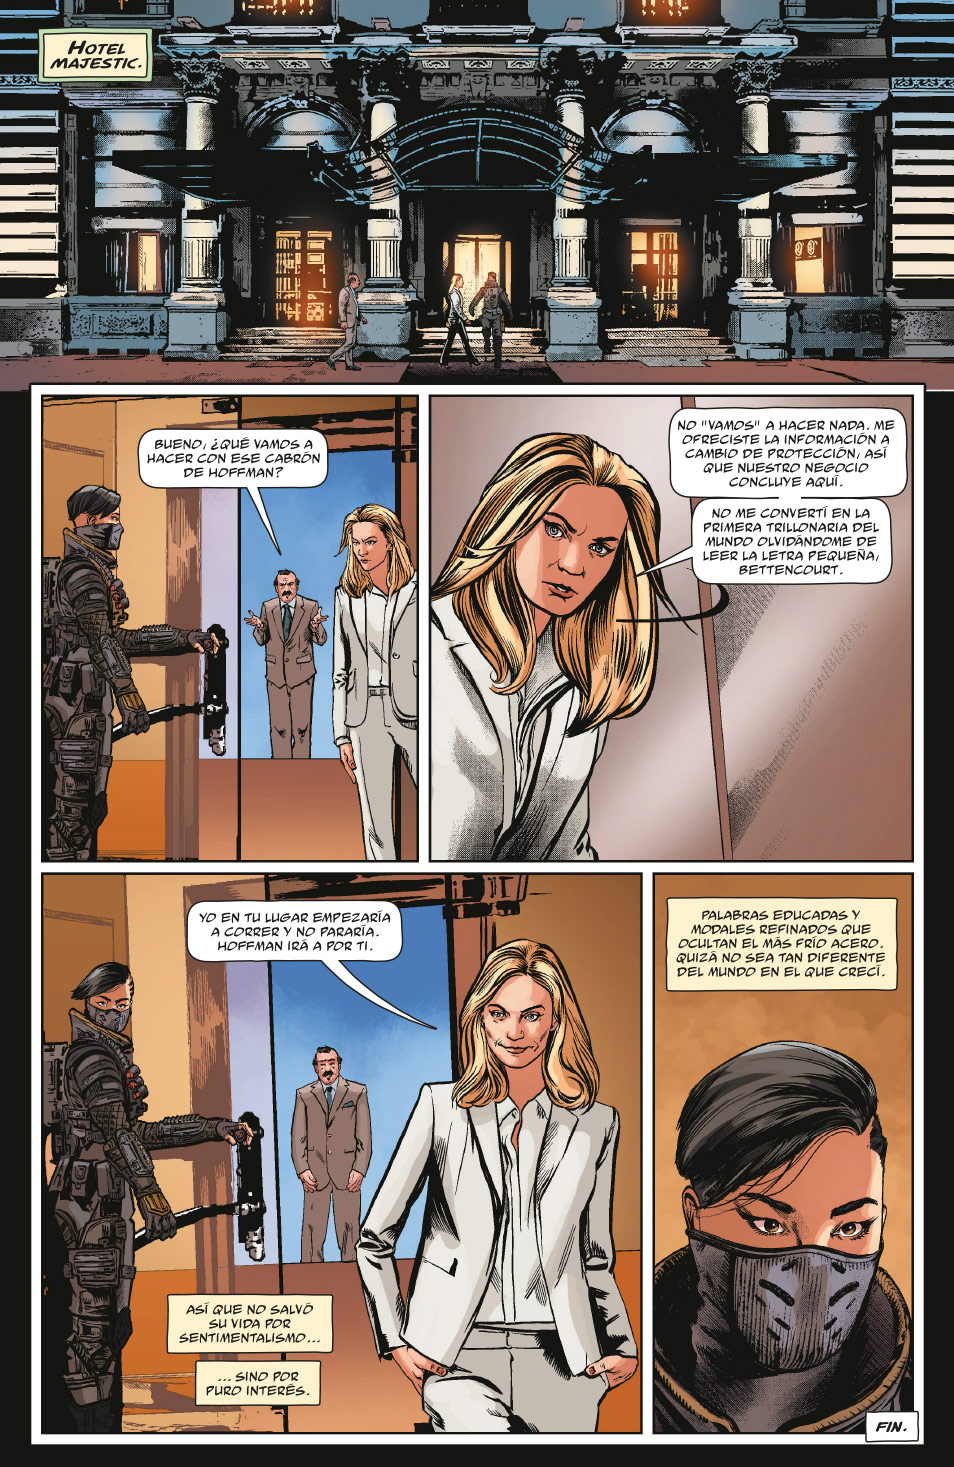 HOTEL
MAJESTIC.
BUENO, ¿QUÉ VAMOS A
HACER CON ESE CABRÓN
DE HOFFMAN?
NO "VAMOS" A HACER NADA. ME
OFRECISTE LA INFORMACIÓN A
CAMBIO DE PROTECCIÓN, ASÍ
QUE NUESTRO NEGOCIO
CONCLUYE AQUÍ.
NO ME CONVERTÍ EN LA
PRIMERA TRILLONARIA DEL
MUNDO OLVIDÁNDOME DE
LEER LA LETRA PEQUEÑA,
BETTENCOURT.
YO EN TU LUGAR EMPEZARÍA
A CORRER Y NO PARARÍA.
HOFFMAN IRÁ A POR TI.
ASÍ QUE NO SALVÓ
SU VIDA POR
SENTIMENTALISMO...
... SINO POR
PURO INTERÉS.
PALABRAS EDUCADAS Y
MODALES REFINADOS QUE
OCULTAN EL MÁS FRÍO ACERO.
QUIZÁ NO SEA TAN DIFERENTE
DEL MUNDO EN EL QUE CRECÍ.
FIN.